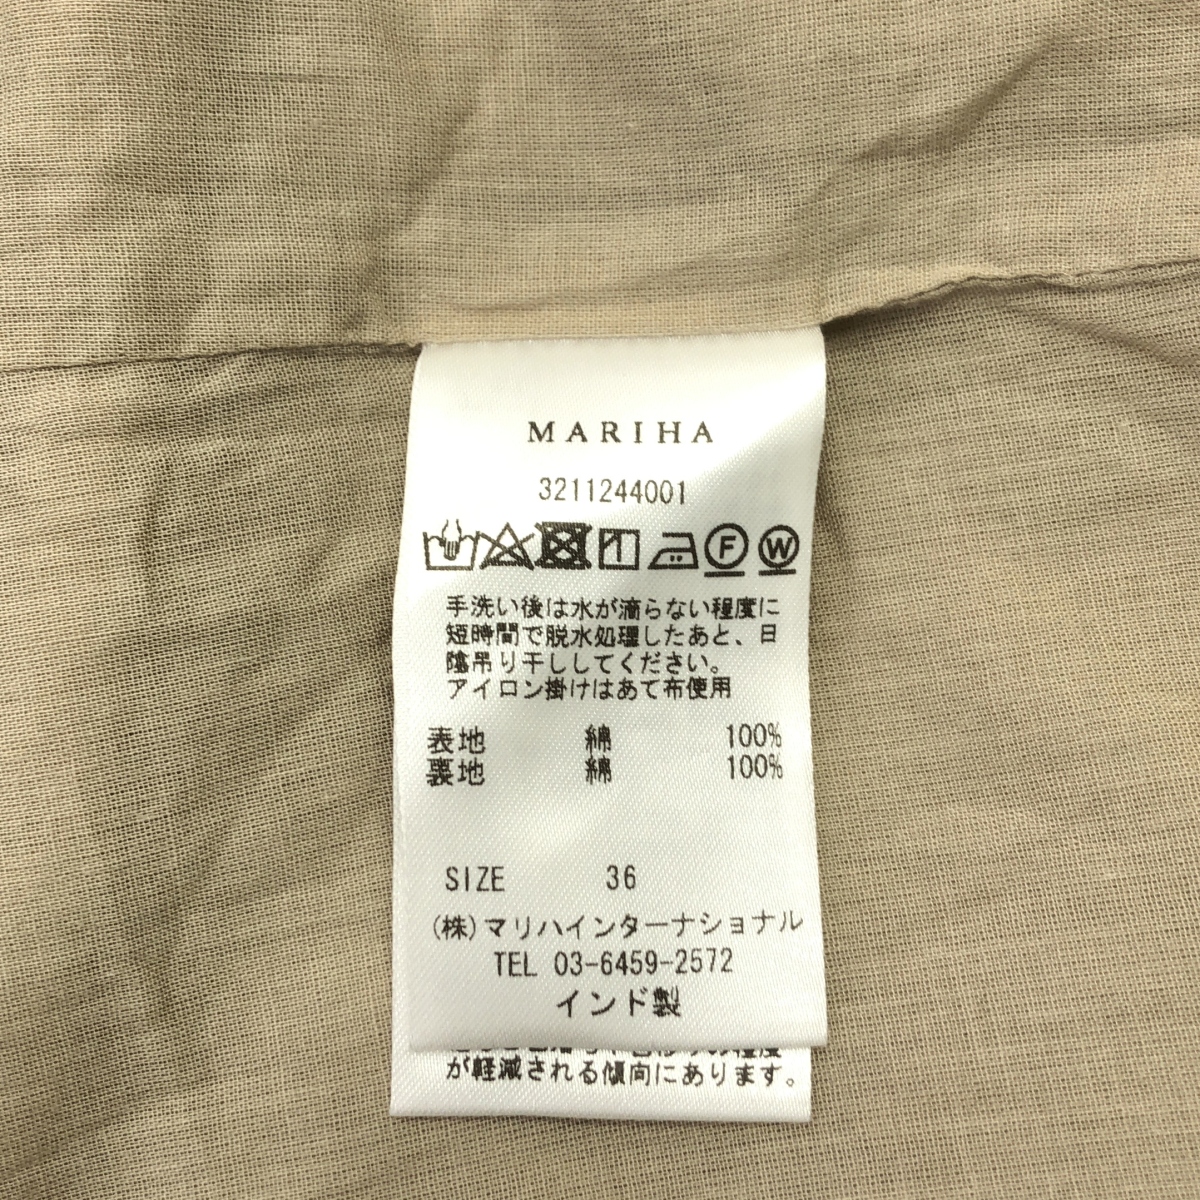 MARIHA
3211244001
F W
手洗い後は水が滴らない程度に
短時間で脱水処理したあと、日
陰吊り干ししてください。
アイロン掛けはあて布使用
表地 綿 100%
裏地 綿 100%
SIZE 36
(株)マリハインターナショナル
TEL 03-6459-2572
インド製
が軽減される傾向にあります。